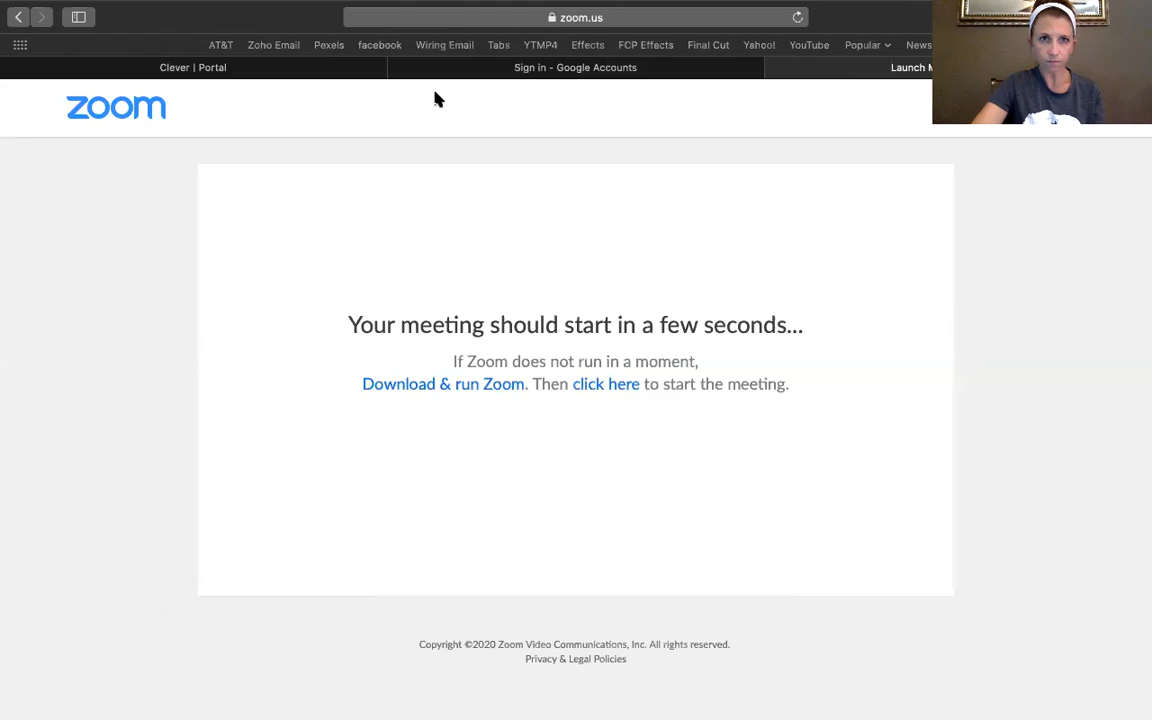 zoom.us
AT&T Zoho Email Pexels facebook Wiring Email Tabs YTMP4 Effects FCP Effects Final Cut Yahoo! YouTube Popular News
Clever | Portal Sign in - Google Accounts Launch
zoom
Your meeting should start in a few seconds...
If Zoom does not run in a moment,
Download & run Zoom. Then click here to start the meeting.
Copyright ©2020 Zoom Video Communications, Inc. All rights reserved.
Privacy & Legal Policies